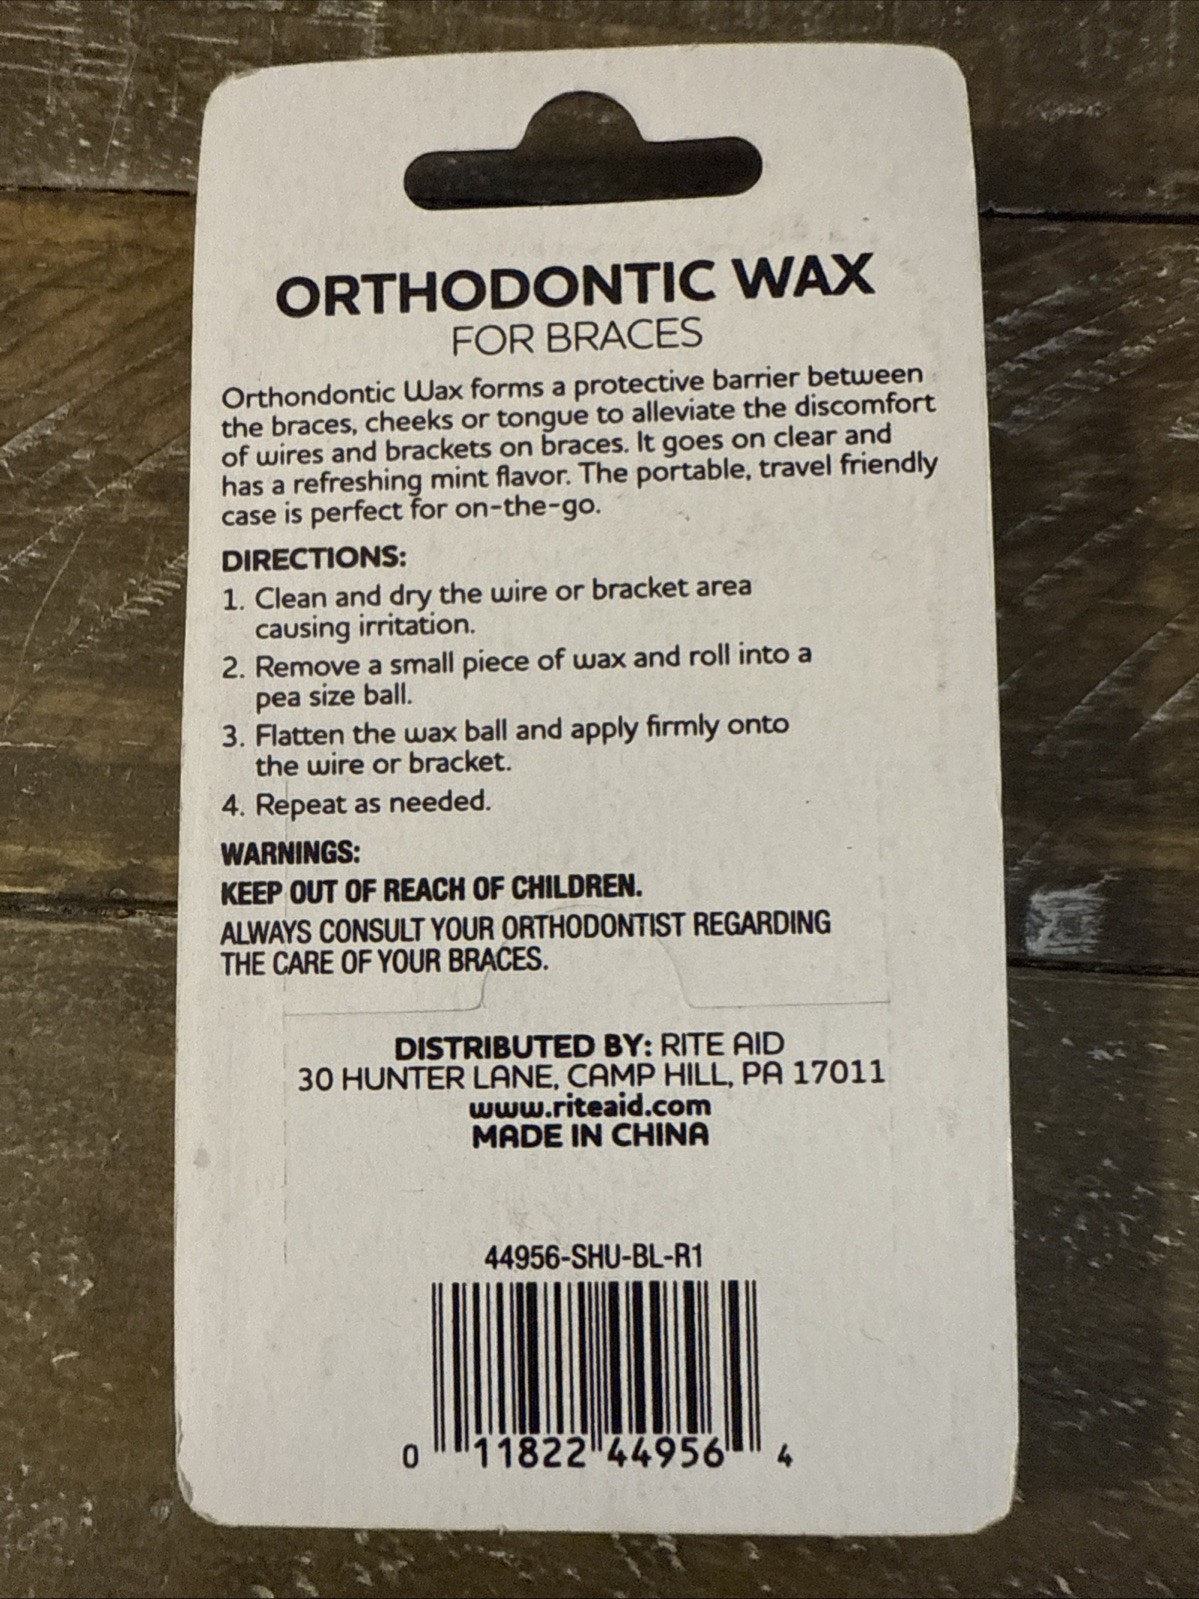 ORTHODONTIC WAX
FOR BRACES
Orthondontic Wax forms a protective barrier between
the braces, cheeks or tongue to alleviate the discomfort
of wires and brackets on braces. It goes on clear and
has a refreshing mint flavor. The portable, travel friendly
case is perfect for on-the-go.
DIRECTIONS:
1. Clean and dry the wire or bracket area
causing irritation.
2. Remove a small piece of wax and roll into a
pea size ball.
3. Flatten the wax ball and apply firmly onto
the wire or bracket.
4. Repeat as needed.
WARNINGS:
KEEP OUT OF REACH OF CHILDREN.
ALWAYS CONSULT YOUR ORTHODONTIST REGARDING
THE CARE OF YOUR BRACES.
DISTRIBUTED BY: RITE AID
30 HUNTER LANE, CAMP HILL, PA 17011
www.riteaid.com
MADE IN CHINA
44956-SHU-BL-R1
0 11822 44956 4